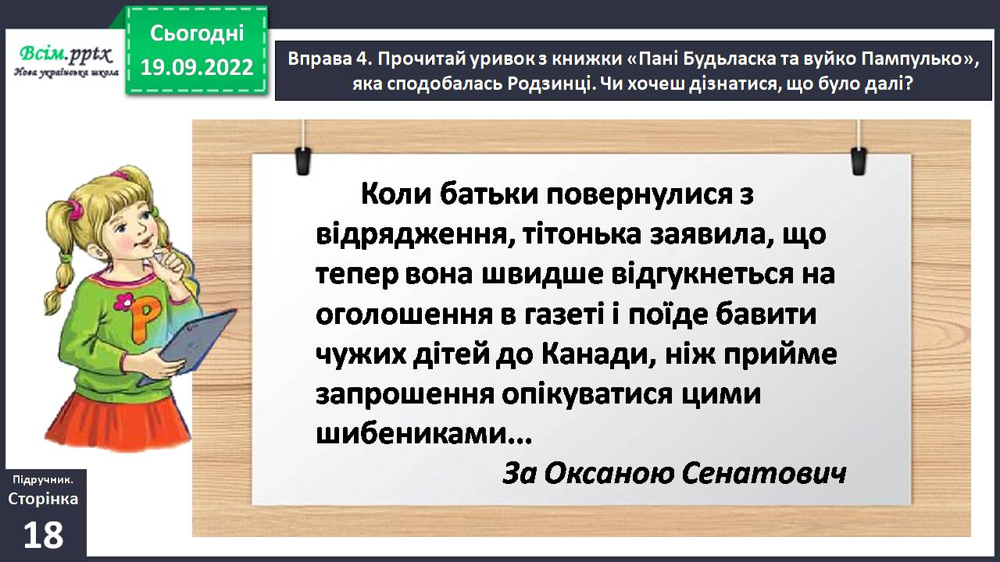 Всім.pptx
Нова українська школа
Сьогодні
19.09.2022
Вправа 4. Прочитай уривок з книжки «Пані Будьласка та вуйко Пампулько»,
яка сподобалась Родзинці. Чи хочеш дізнатися, що було далі?
Коли батьки повернулися з
відрядження, тітонька заявила, що
тепер вона швидше відгукнеться на
оголошення в газеті і поїде бавити
чужих дітей до Канади, ніж прийме
запрошення опікуватися цими
шибениками...
За Оксаною Сенатович
Р
Підручник.
Сторінка
18